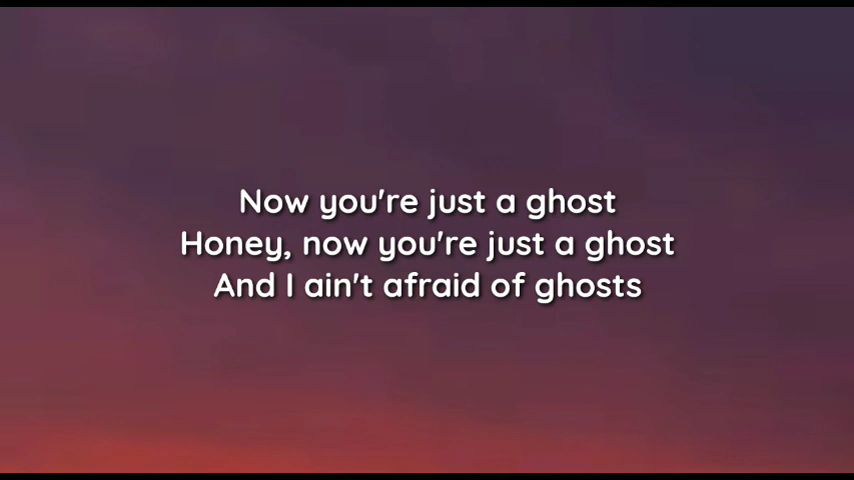 Now you're just a ghost
Honey, now you're just a ghost
And I ain't afraid of ghosts